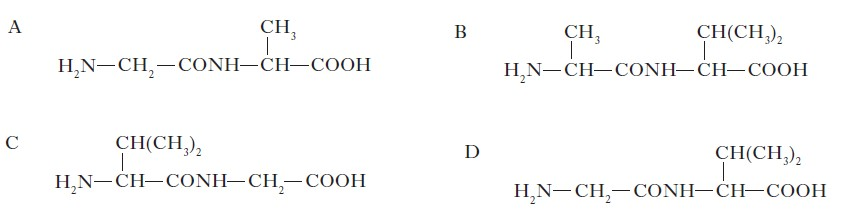 A
CH₃
H₂N—CH₂—CONH—CH—COOH
B
CH₃ CH(CH₃)₂
H₂N—CH—CONH—CH—COOH
C
CH(CH₃)₂
H₂N—CH—CONH—CH₂—COOH
D
CH(CH₃)₂
H₂N—CH₂—CONH—CH—COOH